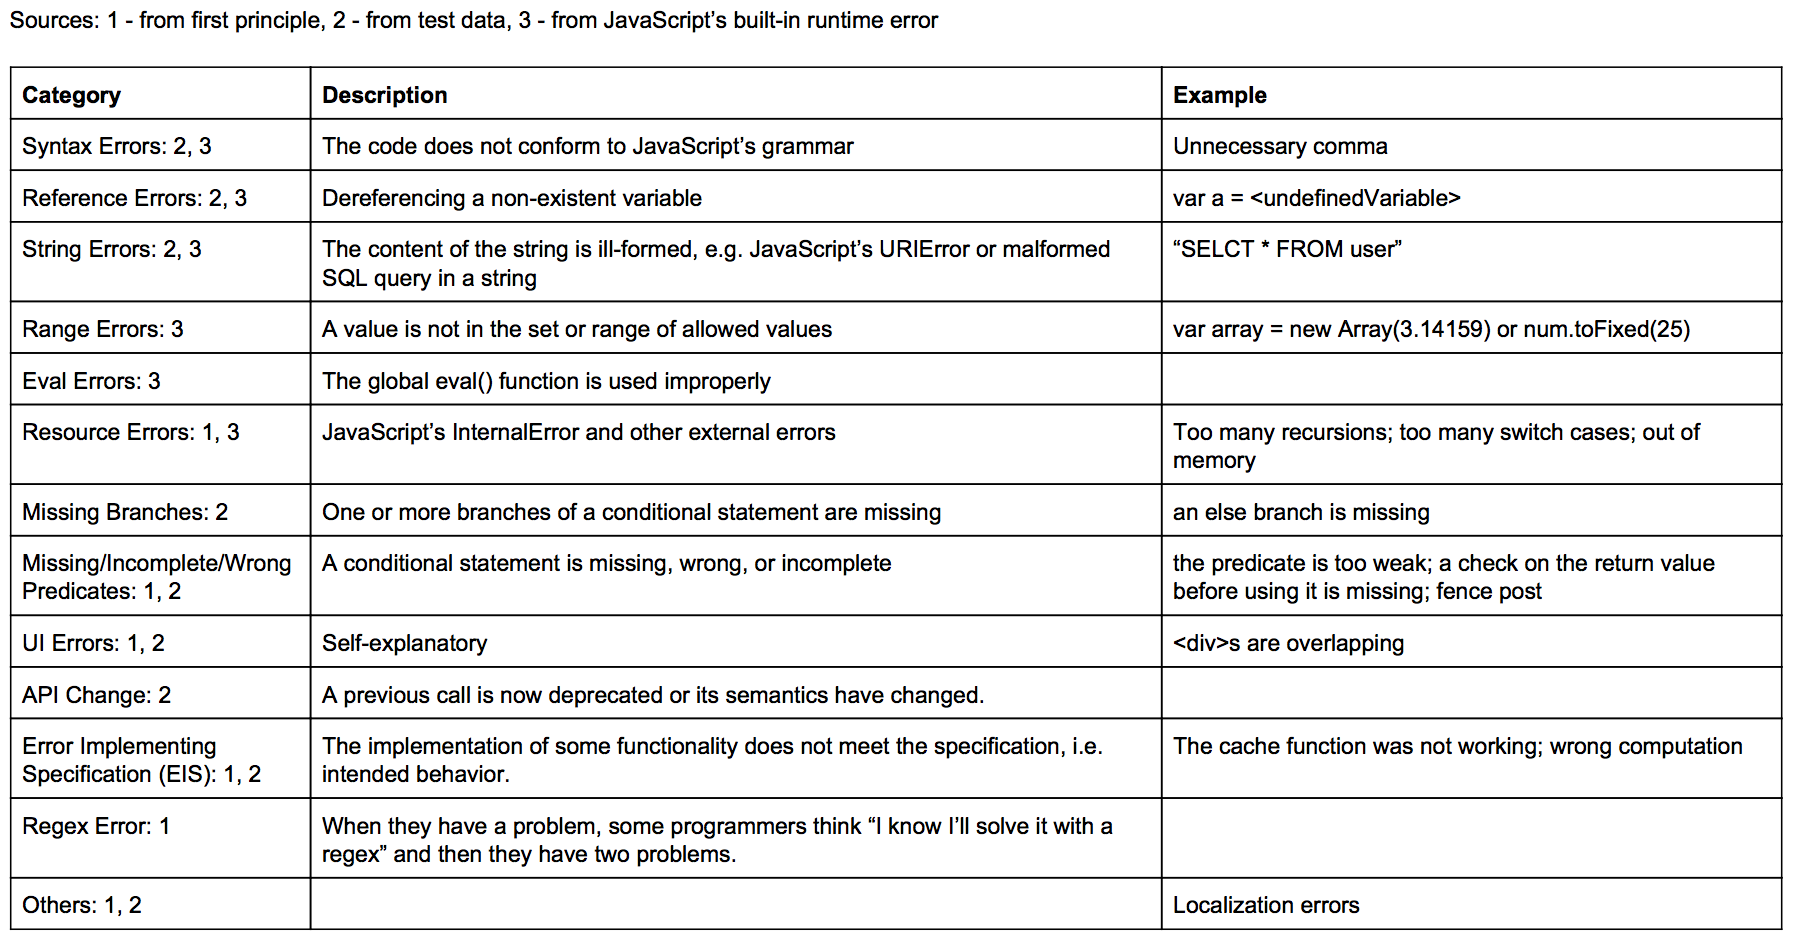 Sources: 1 - from first principle, 2 - from test data, 3 - from JavaScript’s built-in runtime error
Category
Description
Example
Syntax Errors: 2, 3
The code does not conform to JavaScript’s grammar
Unnecessary comma
Reference Errors: 2, 3
Dereferencing a non-existent variable
var a = <undefinedVariable>
String Errors: 2, 3
The content of the string is ill-formed, e.g. JavaScript’s URIError or malformed
SQL query in a string
“SELCT * FROM user”
Range Errors: 3
A value is not in the set or range of allowed values
var array = new Array(3.14159) or num.toFixed(25)
Eval Errors: 3
The global eval() function is used improperly
Resource Errors: 1, 3
JavaScript’s InternalError and other external errors
Too many recursions; too many switch cases; out of
memory
Missing Branches: 2
One or more branches of a conditional statement are missing
an else branch is missing
Missing/Incomplete/Wrong
Predicates: 1, 2
A conditional statement is missing, wrong, or incomplete
the predicate is too weak; a check on the return value
before using it is missing; fence post
UI Errors: 1, 2
Self-explanatory
<div>s are overlapping
API Change: 2
A previous call is now deprecated or its semantics have changed.
Error Implementing
Specification (EIS): 1, 2
The implementation of some functionality does not meet the specification, i.e.
intended behavior.
The cache function was not working; wrong computation
Regex Error: 1
When they have a problem, some programmers think “I know I’ll solve it with a
regex” and then they have two problems.
Others: 1, 2
Localization errors